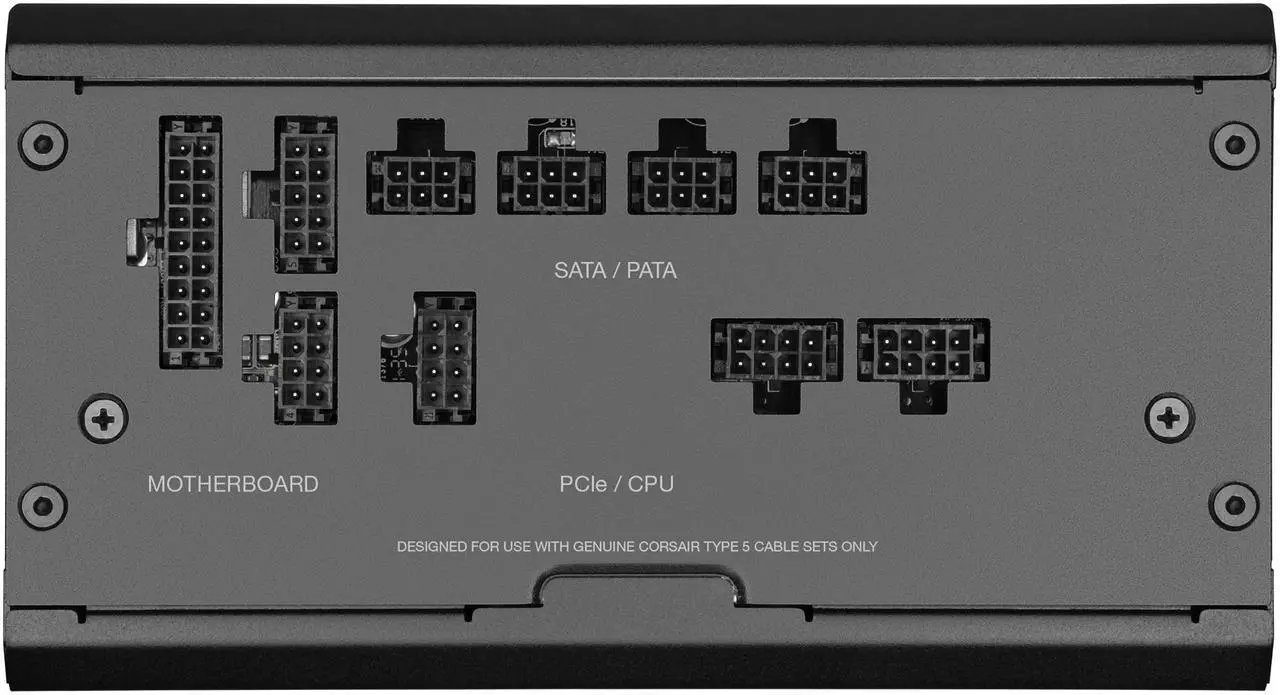 SATA / PATA
MOTHERBOARD
PCIe / CPU
DESIGNED FOR USE WITH GENUINE CORSAIR TYPE 5 CABLE SETS ONLY